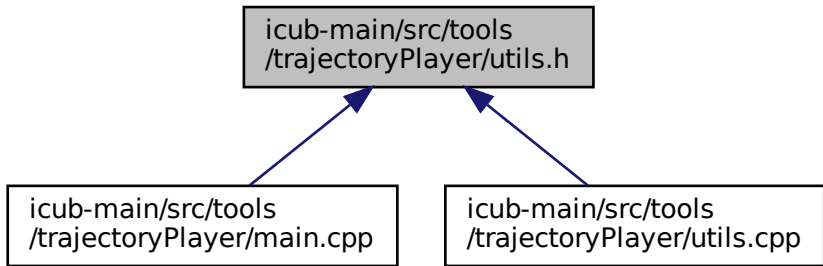 icub-main/src/tools
/trajectoryPlayer/utils.h
icub-main/src/tools
/trajectoryPlayer/main.cpp
icub-main/src/tools
/trajectoryPlayer/utils.cpp